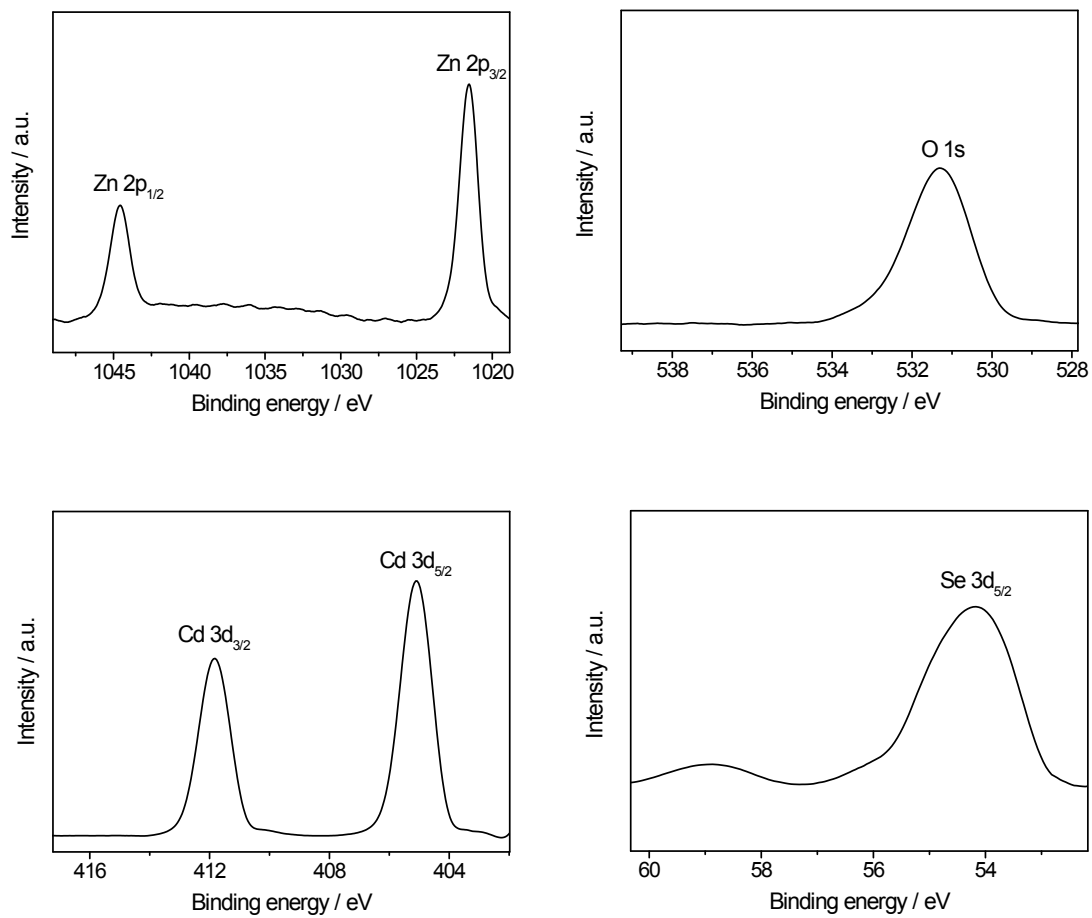 Zn 2p3/2
Zn 2p1/2
Intensity / a.u.
1045 1040 1035 1030 1025 1020
Binding energy / eV
O 1s
Intensity / a.u.
538 536 534 532 530 528
Binding energy / eV
Cd 3d5/2
Cd 3d3/2
Intensity / a.u.
416 412 408 404
Binding energy / eV
Se 3d5/2
Intensity / a.u.
60 58 56 54
Binding energy / eV